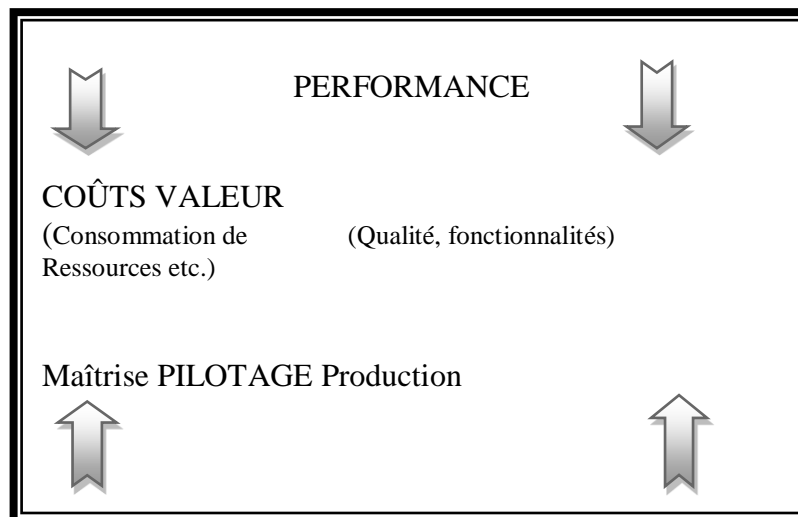 PERFORMANCE
COÛTS VALEUR
(Consommation de (Qualité, fonctionnalités)
Ressources etc.)
Maîtrise PILOTAGE Production